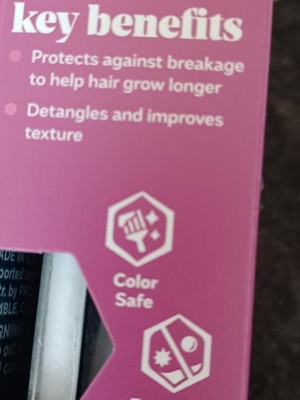 key benefits
Protects against breakage
to help hair grow longer
Detangles and improves
texture
Color
Safe